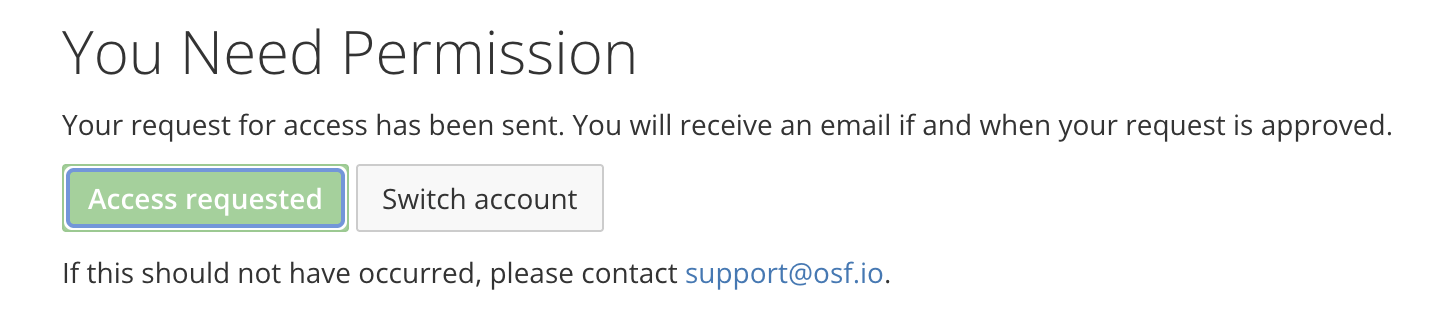 You Need Permission
Your request for access has been sent. You will receive an email if and when your request is approved.
Access requested
Switch account
If this should not have occurred, please contact support@osf.io.